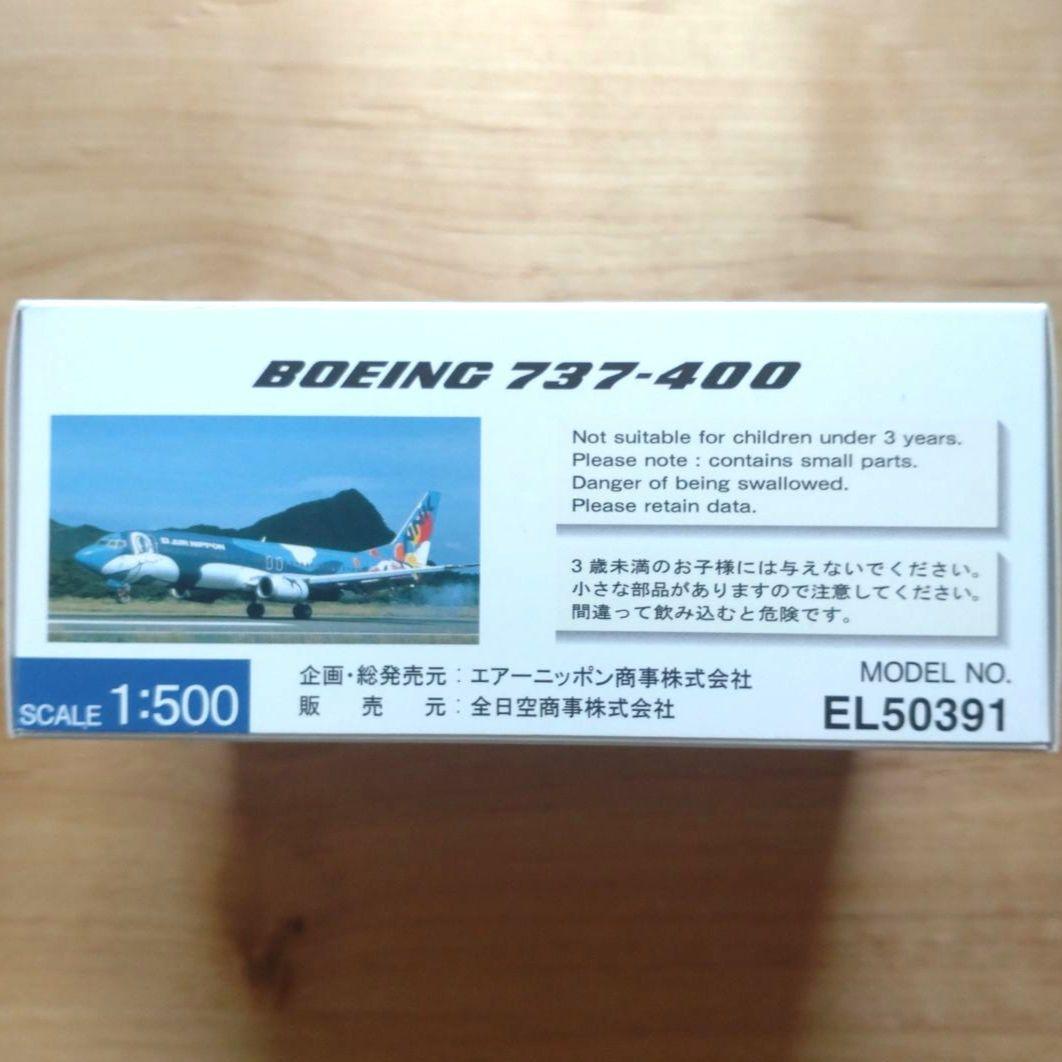 BOEING 737-400
AIR NIPPON
Not suitable for children under 3 years.
Please note : contains small parts.
Danger of being swallowed.
Please retain data.
3歳未満のお子様には与えないでください。
小さな部品がありますので注意してください。
間違って飲み込むと危険です。
SCALE 1:500
企画・総発売元：エアーニッポン商事株式会社
販売元：全日空商事株式会社
MODEL NO.
EL50391